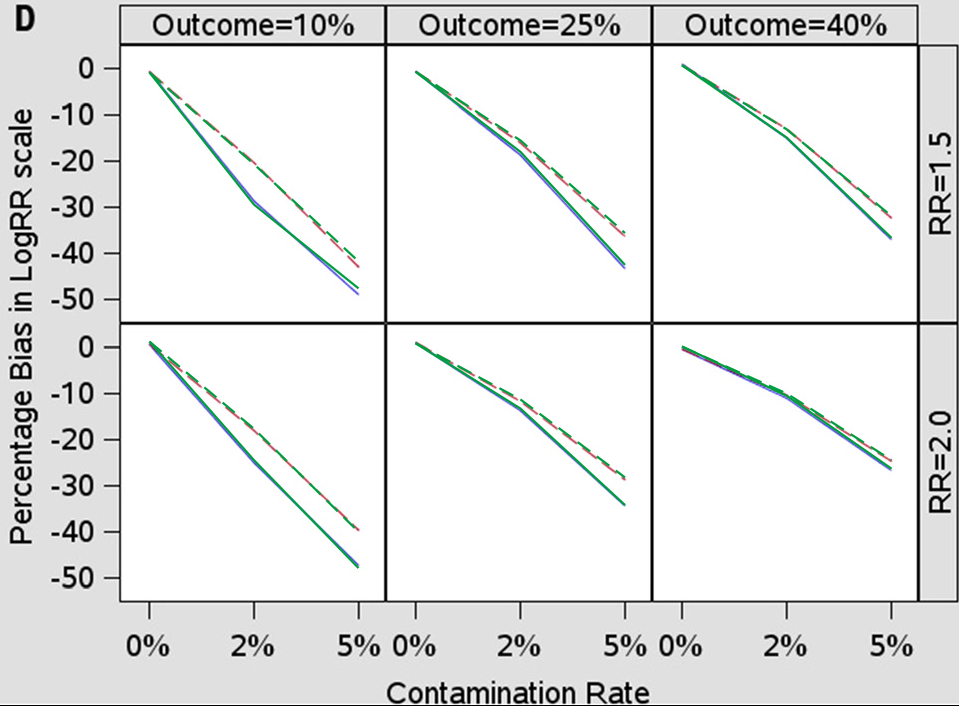 D
Outcome=10% Outcome=25% Outcome=40%
Percentage Bias in LogRR scale
0
-10
-20
-30
-40
-50
RR=1.5
0
-10
-20
-30
-40
-50
RR=2.0
0% 2% 5% 0% 2% 5% 0% 2% 5%
Contamination Rate